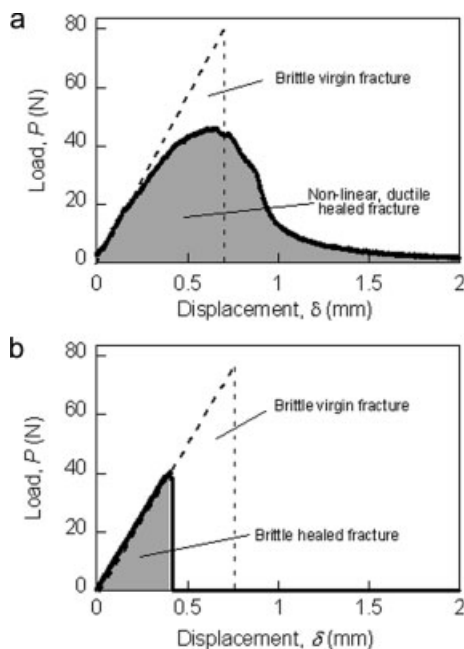 a
80
60
40
20
0
Load, P (N)
Brittle virgin fracture
Non-linear, ductile
healed fracture
0
0.5
1
1.5
2
Displacement, δ (mm)
b
80
60
40
20
0
Load, P (N)
Brittle virgin fracture
Brittle healed fracture
0
0.5
1
1.5
2
Displacement, δ (mm)